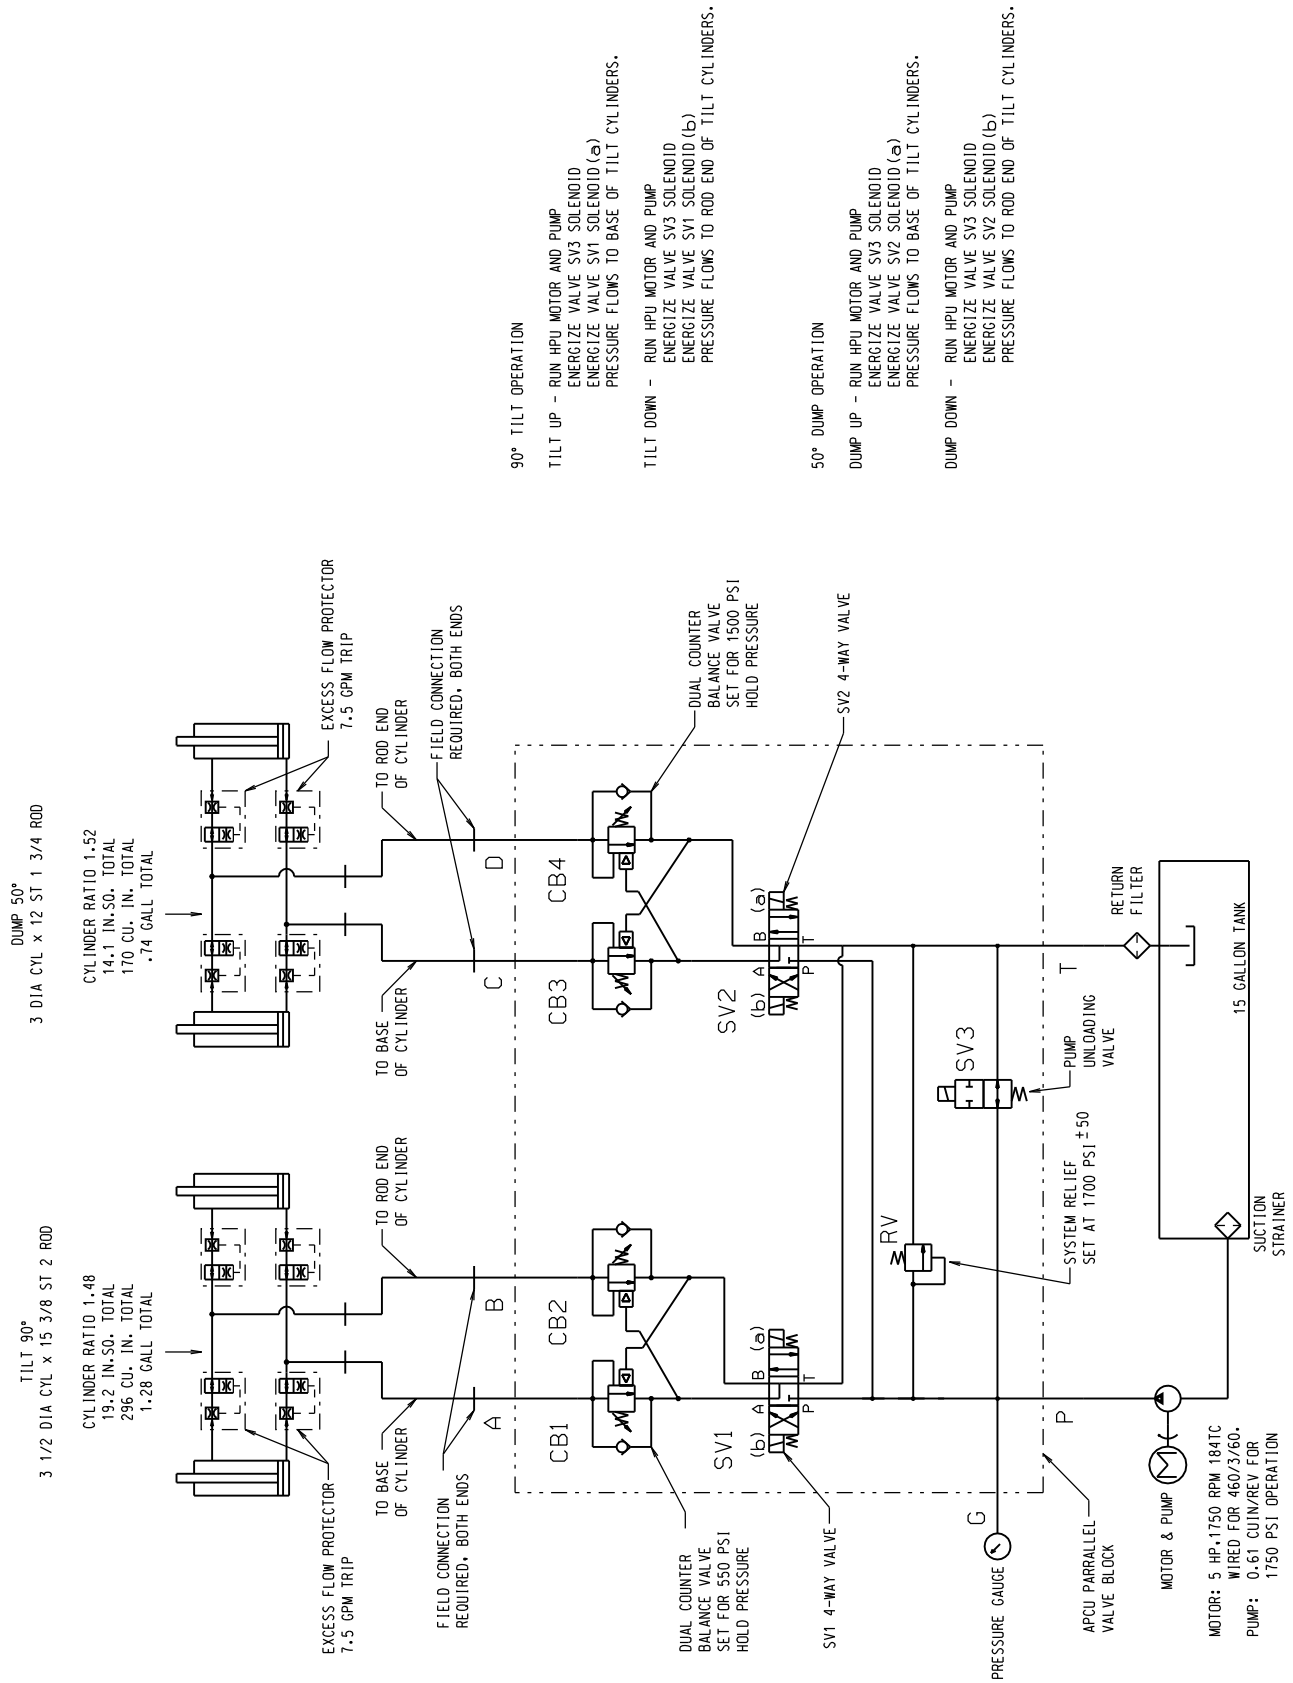 TILT 90°
3 1/2 DIA CYL x 15 3/8 ST 2 ROD
CYLINDER RATIO 1.48
19.2 IN.SQ. TOTAL
296 CU. IN. TOTAL
1.28 GALL TOTAL
DUMP 50°
3 DIA CYL x 12 ST 1 3/4 ROD
CYLINDER RATIO 1.52
14.1 IN.SQ. TOTAL
170 CU. IN. TOTAL
.74 GALL TOTAL
EXCESS FLOW PROTECTOR
7.5 GPM TRIP
EXCESS FLOW PROTECTOR
7.5 GPM TRIP
TO BASE
OF CYLINDER
TO ROD END
OF CYLINDER
TO BASE
OF CYLINDER
TO ROD END
OF CYLINDER
FIELD CONNECTION
REQUIRED, BOTH ENDS
FIELD CONNECTION
REQUIRED, BOTH ENDS
A
B
C
D
CB1
CB2
CB3
CB4
DUAL COUNTER
BALANCE VALVE
SET FOR 550 PSI
HOLD PRESSURE
DUAL COUNTER
BALANCE VALVE
SET FOR 1500 PSI
HOLD PRESSURE
SV1
(b)
A
B
(a)
P
T
SV2
(b)
A
B
(a)
P
T
SV1 4-WAY VALVE
SV2 4-WAY VALVE
RV
SYSTEM RELIEF
SET AT 1700 PSI ±50
SV3
PUMP
UNLOADING
VALVE
G
PRESSURE GAUGE
P
T
APCU PARRALEL
VALVE BLOCK
RETURN
FILTER
15 GALLON TANK
SUCTION
STRAINER
M
MOTOR & PUMP
MOTOR: 5 HP,1750 RPM 184TC
WIRED FOR 460/3/60.
PUMP: 0.61 CUIN/REV FOR
1750 PSI OPERATION
90° TILT OPERATION
TILT UP - RUN HPU MOTOR AND PUMP
ENERGIZE VALVE SV3 SOLENOID
ENERGIZE VALVE SV1 SOLENOID(a)
PRESSURE FLOWS TO BASE OF TILT CYLINDERS.
TILT DOWN - RUN HPU MOTOR AND PUMP
ENERGIZE VALVE SV3 SOLENOID
ENERGIZE VALVE SV1 SOLENOID(b)
PRESSURE FLOWS TO ROD END OF TILT CYLINDERS.
50° DUMP OPERATION
DUMP UP - RUN HPU MOTOR AND PUMP
ENERGIZE VALVE SV3 SOLENOID
ENERGIZE VALVE SV2 SOLENOID(a)
PRESSURE FLOWS TO BASE OF TILT CYLINDERS.
DUMP DOWN - RUN HPU MOTOR AND PUMP
ENERGIZE VALVE SV3 SOLENOID
ENERGIZE VALVE SV2 SOLENOID(b)
PRESSURE FLOWS TO ROD END OF TILT CYLINDERS.